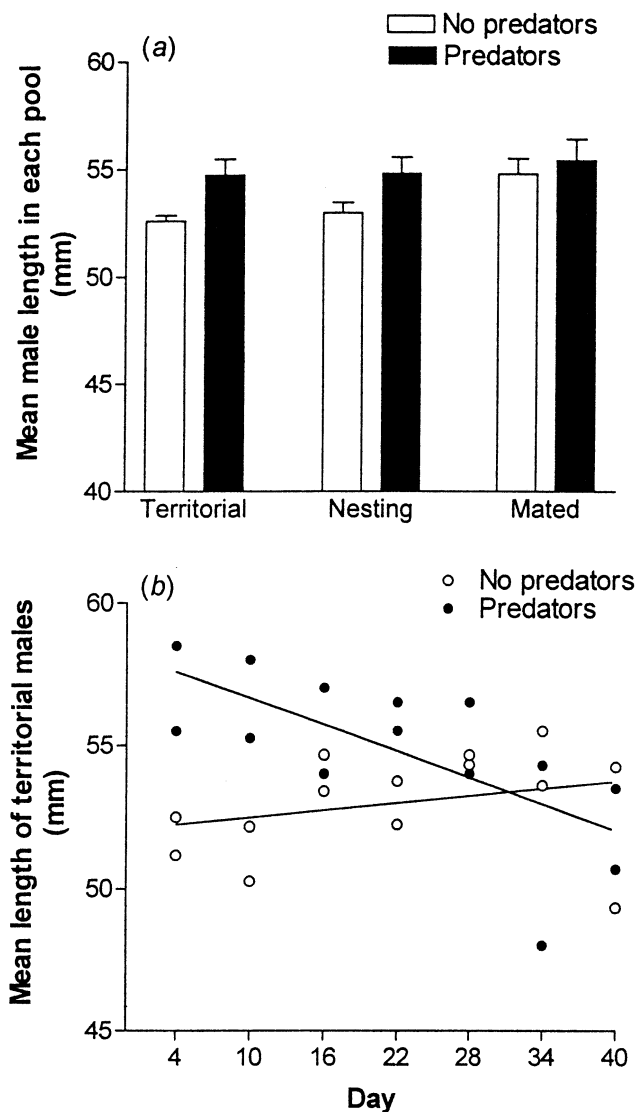 No predators
Predators
(a)
Mean male length in each pool
(mm)
60
55
50
45
40
Territorial Nesting Mated
(b)
No predators
Predators
Mean length of territorial males
(mm)
60
55
50
45
4 10 16 22 28 34 40
Day